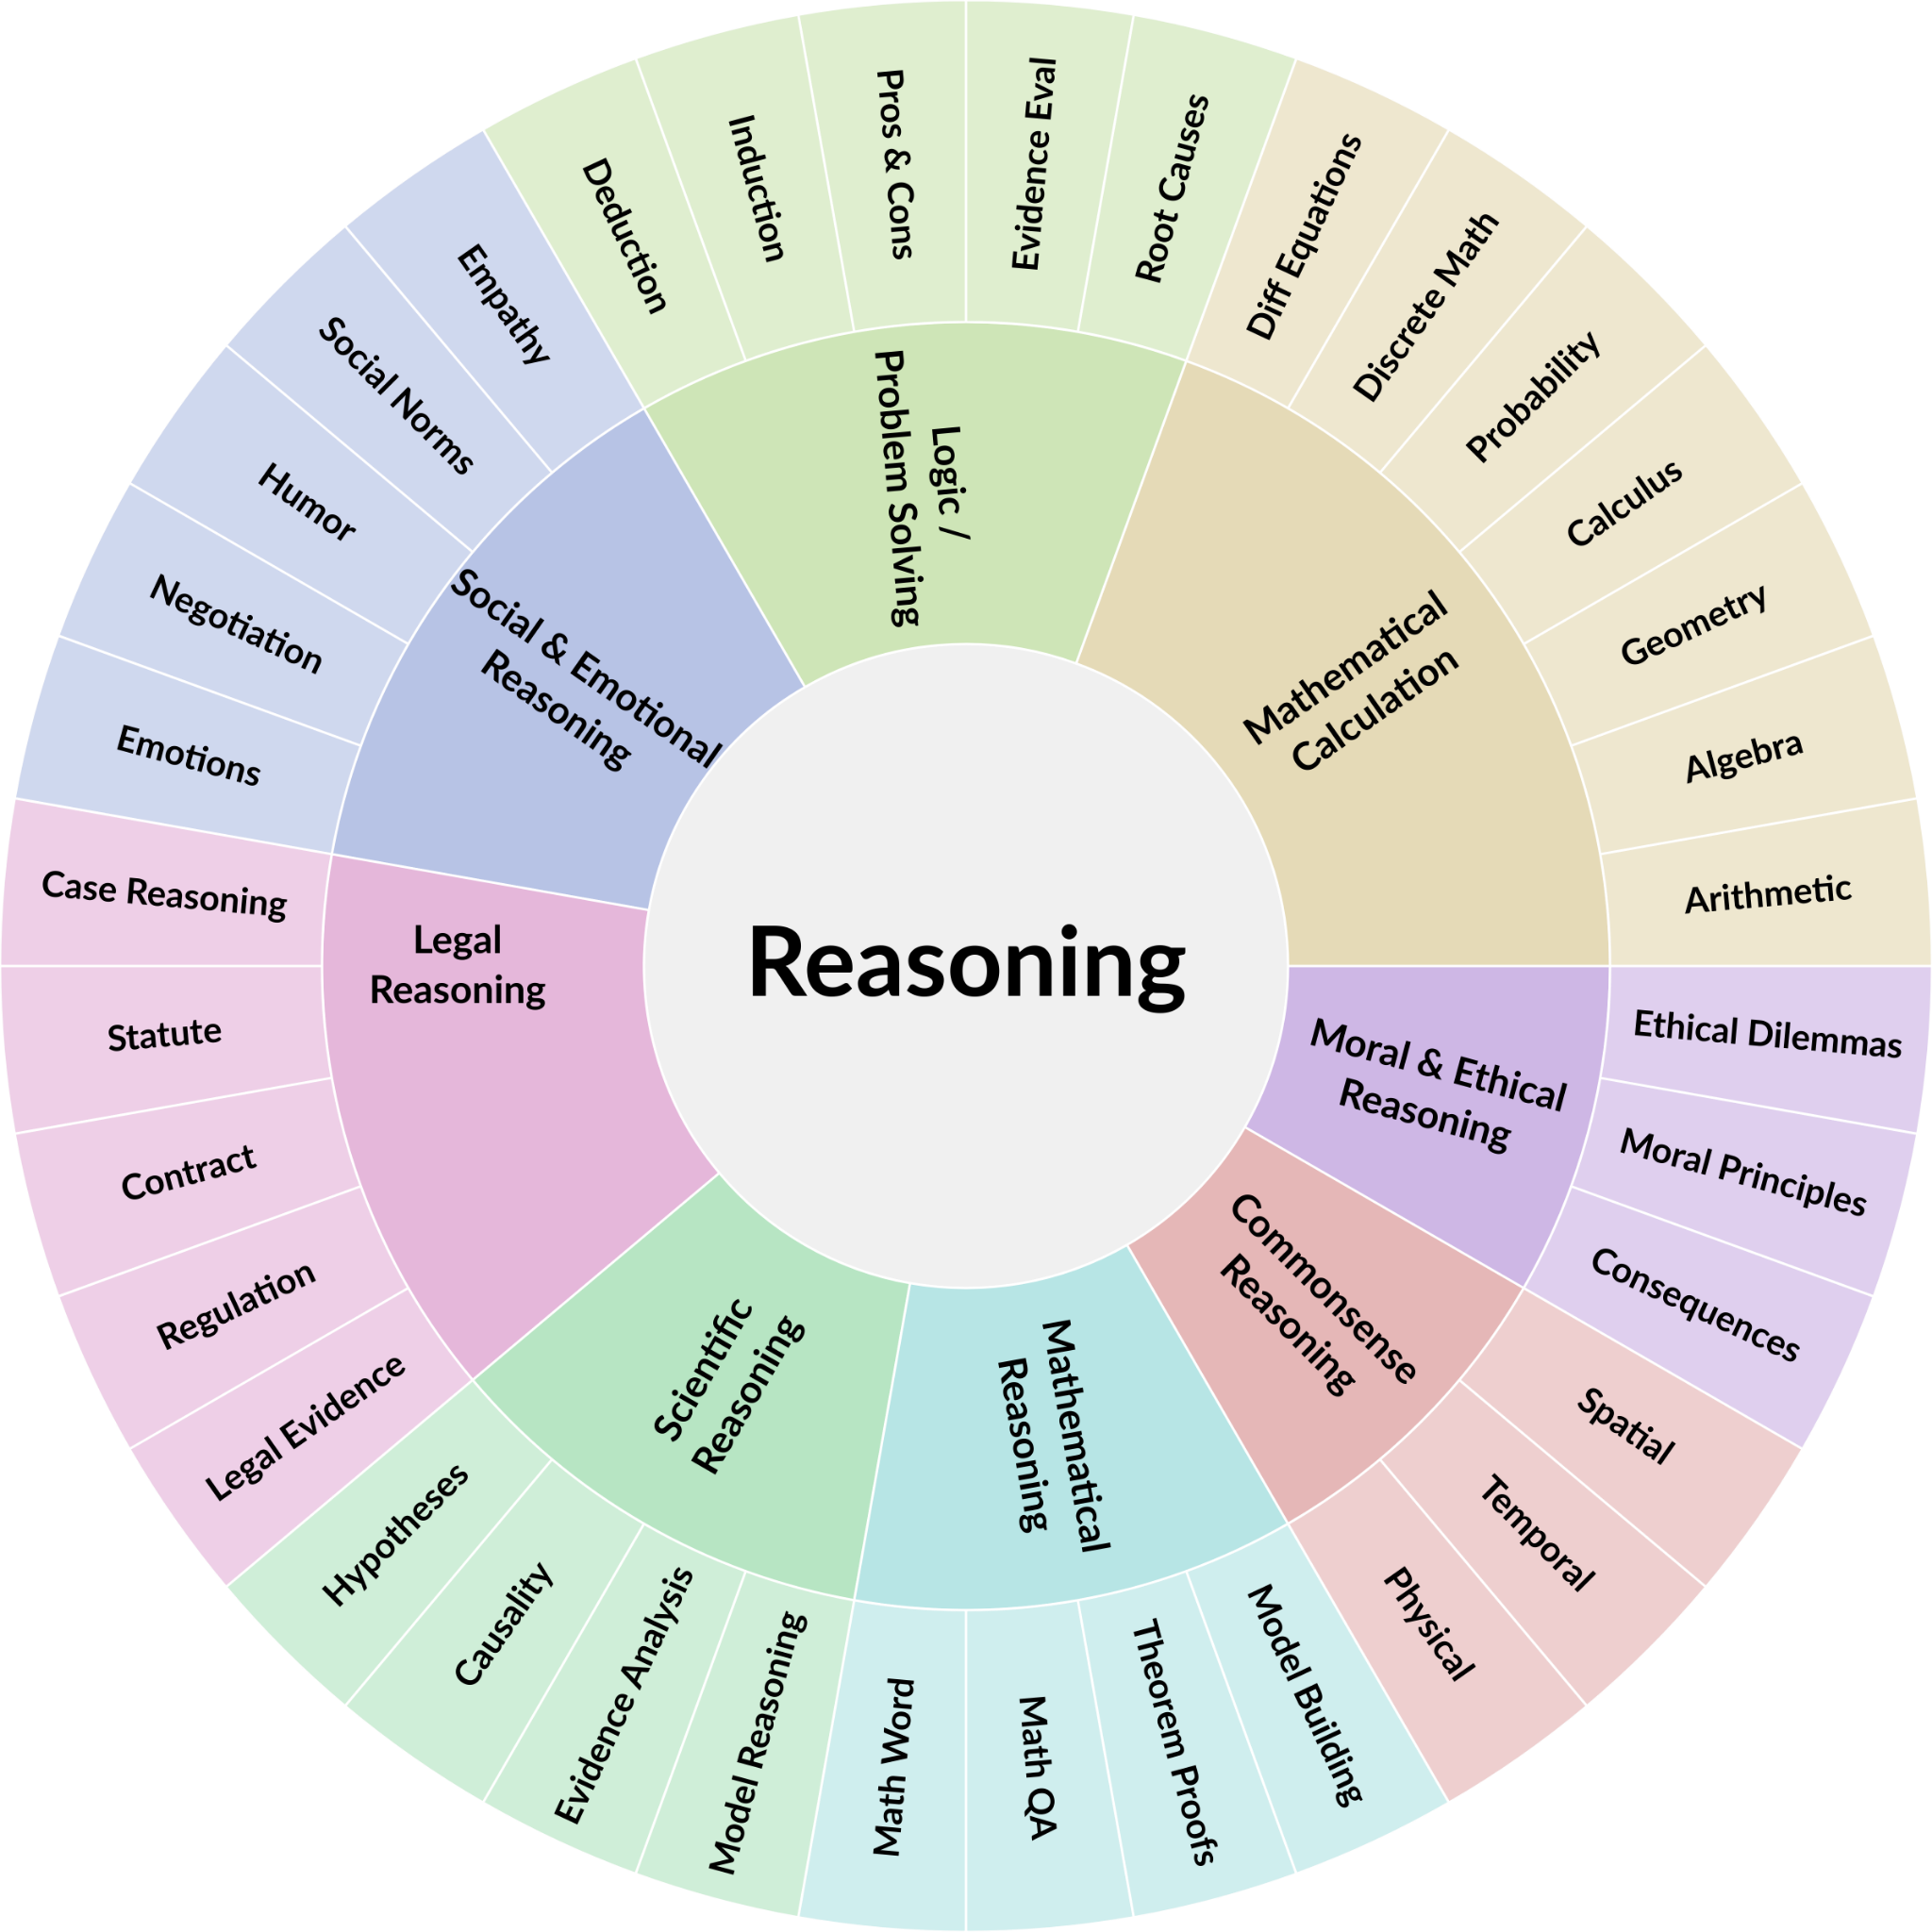 Reasoning
Logic /
Problem Solving
Deduction
Induction
Pros & Cons
Evidence Eval
Root Causes
Mathematical
Calculation
Diff Equations
Discrete Math
Probability
Calculus
Geometry
Algebra
Arithmetic
Moral & Ethical
Reasoning
Ethical Dilemmas
Moral Principles
Consequences
Commonsense
Reasoning
Spatial
Temporal
Physical
Mathematical
Reasoning
Model Building
Theorem Proofs
Math QA
Math Word
Scientific
Reasoning
Model Reasoning
Evidence Analysis
Causality
Hypotheses
Legal
Reasoning
Legal Evidence
Regulation
Contract
Statute
Case Reasoning
Social & Emotional
Reasoning
Emotions
Negotiation
Humor
Social Norms
Empathy